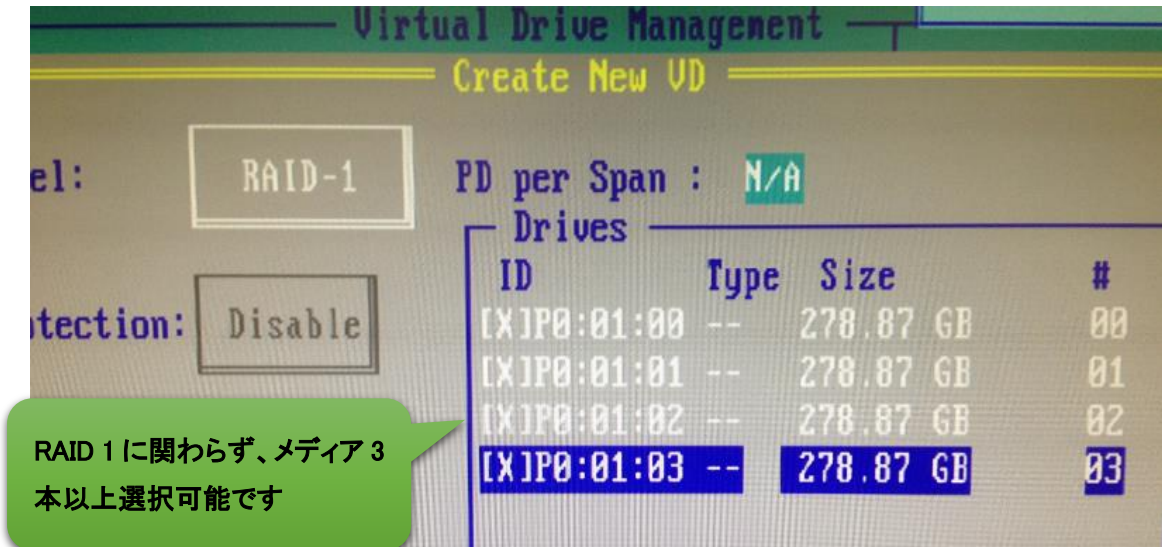 Virtual Drive Management
Create New VD
el: RAID-1 PD per Span : N/A
Drives
ID Type Size #
tection: Disable [X]P0:01:00 -- 278.87 GB 00
[X]P0:01:01 -- 278.87 GB 01
[X]P0:01:02 -- 278.87 GB 02
[X]P0:01:03 -- 278.87 GB 03
RAID 1 に関わらず、メディア 3
本以上選択可能です